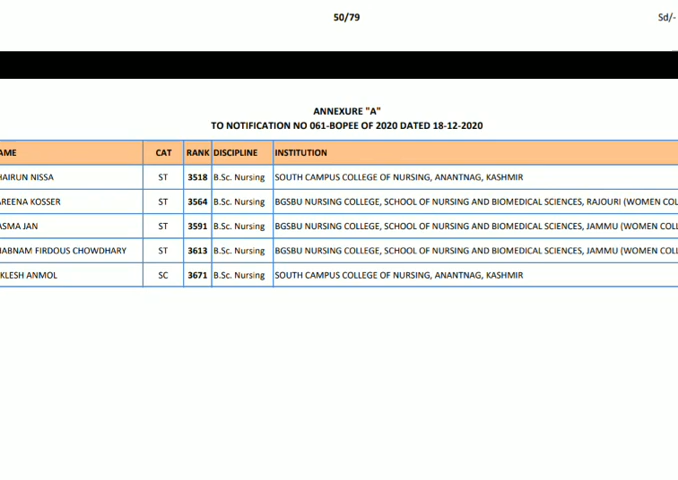 50/79 Sd/-
ANNEXURE "A"
TO NOTIFICATION NO 061-BOPEE OF 2020 DATED 18-12-2020
AME CAT RANK DISCIPLINE INSTITUTION
HAIRUN NISSA ST 3518 B.Sc. Nursing SOUTH CAMPUS COLLEGE OF NURSING, ANANTNAG, KASHMIR
AREENA KOSSER ST 3564 B.Sc. Nursing BGSBU NURSING COLLEGE, SCHOOL OF NURSING AND BIOMEDICAL SCIENCES, RAJOURI (WOMEN COL
ASMA JAN ST 3591 B.Sc. Nursing BGSBU NURSING COLLEGE, SCHOOL OF NURSING AND BIOMEDICAL SCIENCES, JAMMU (WOMEN COLL
HABNAM FIRDOUS CHOWDHARY ST 3613 B.Sc. Nursing BGSBU NURSING COLLEGE, SCHOOL OF NURSING AND BIOMEDICAL SCIENCES, JAMMU (WOMEN COLL
KLESH ANMOL SC 3671 B.Sc. Nursing SOUTH CAMPUS COLLEGE OF NURSING, ANANTNAG, KASHMIR